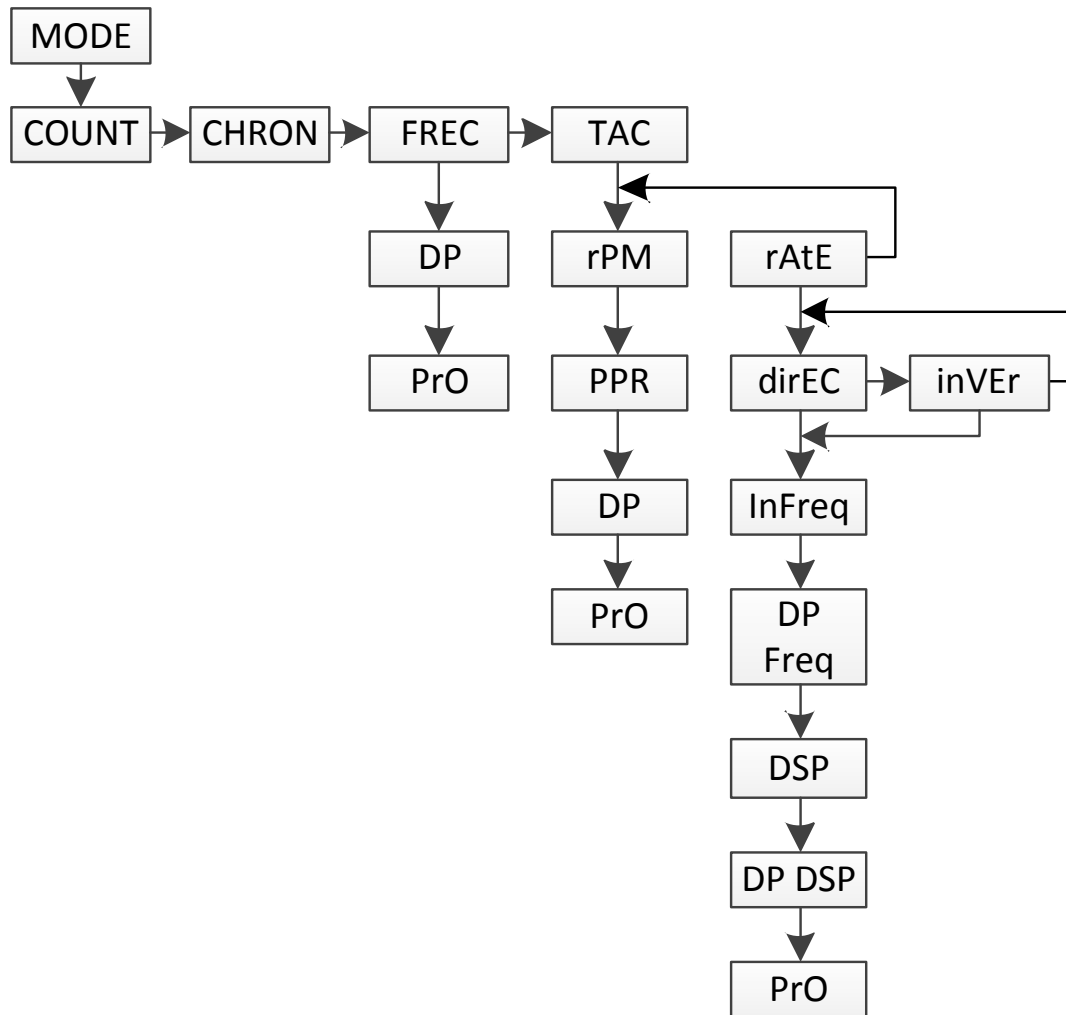 MODE
COUNT
CHRON
FREC
TAC
DP
rPM
rAtE
PrO
PPR
dirEC
inVEr
DP
InFreq
PrO
DP
Freq
DSP
DP DSP
PrO